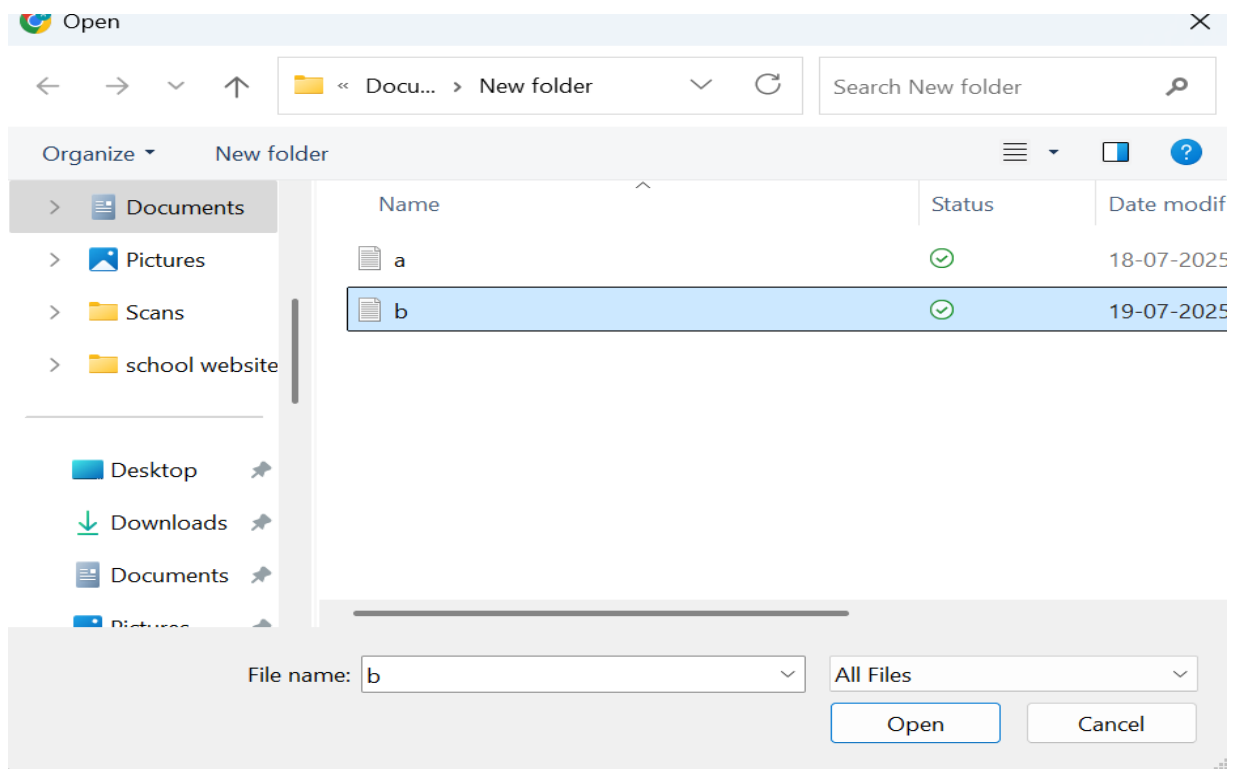 Open
« Docu... > New folder
Search New folder
Organize
New folder
Name
Status
Date modif
Documents
Pictures
Scans
school website
a
18-07-2025
b
19-07-2025
Desktop
Downloads
Documents
Pictures
File name:
b
All Files
Open
Cancel